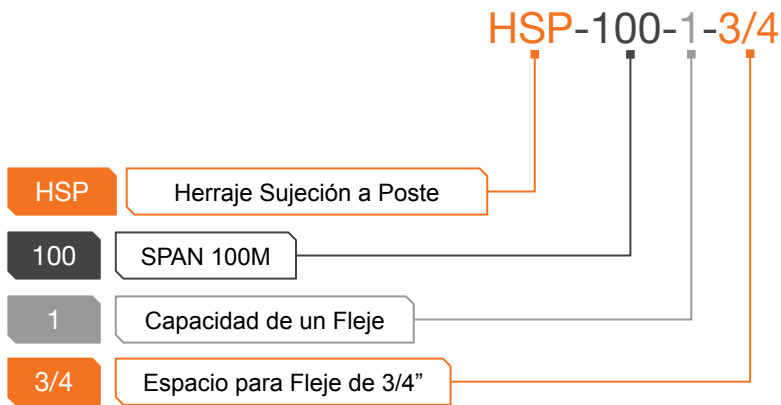 HSP-100-1-3/4
HSP Herraje Sujeción a Poste
100 SPAN 100M
1 Capacidad de un Fleje
3/4 Espacio para Fleje de 3/4”